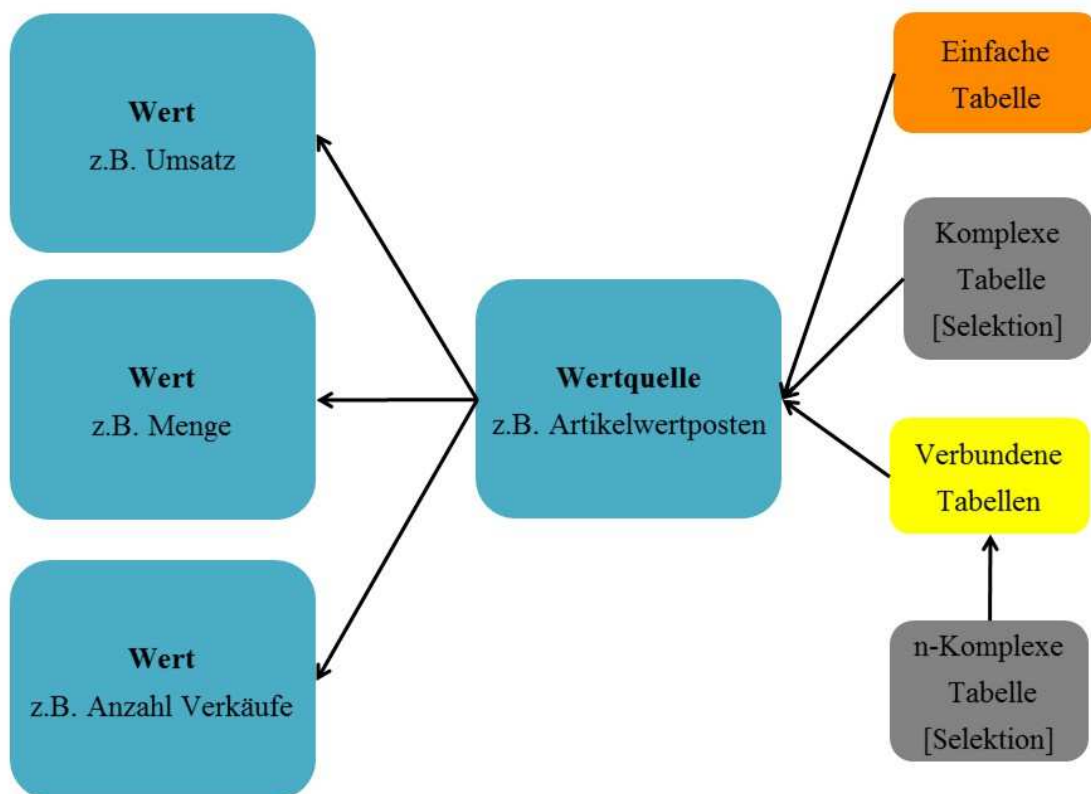 Wert
z.B. Umsatz
Wert
z.B. Menge
Wert
z.B. Anzahl Verkäufe
Wertquelle
z.B. Artikelwertposten
Einfache
Tabelle
Komplexe
Tabelle
[Selektion]
Verbundene
Tabellen
n-Komplexe
Tabelle
[Selektion]